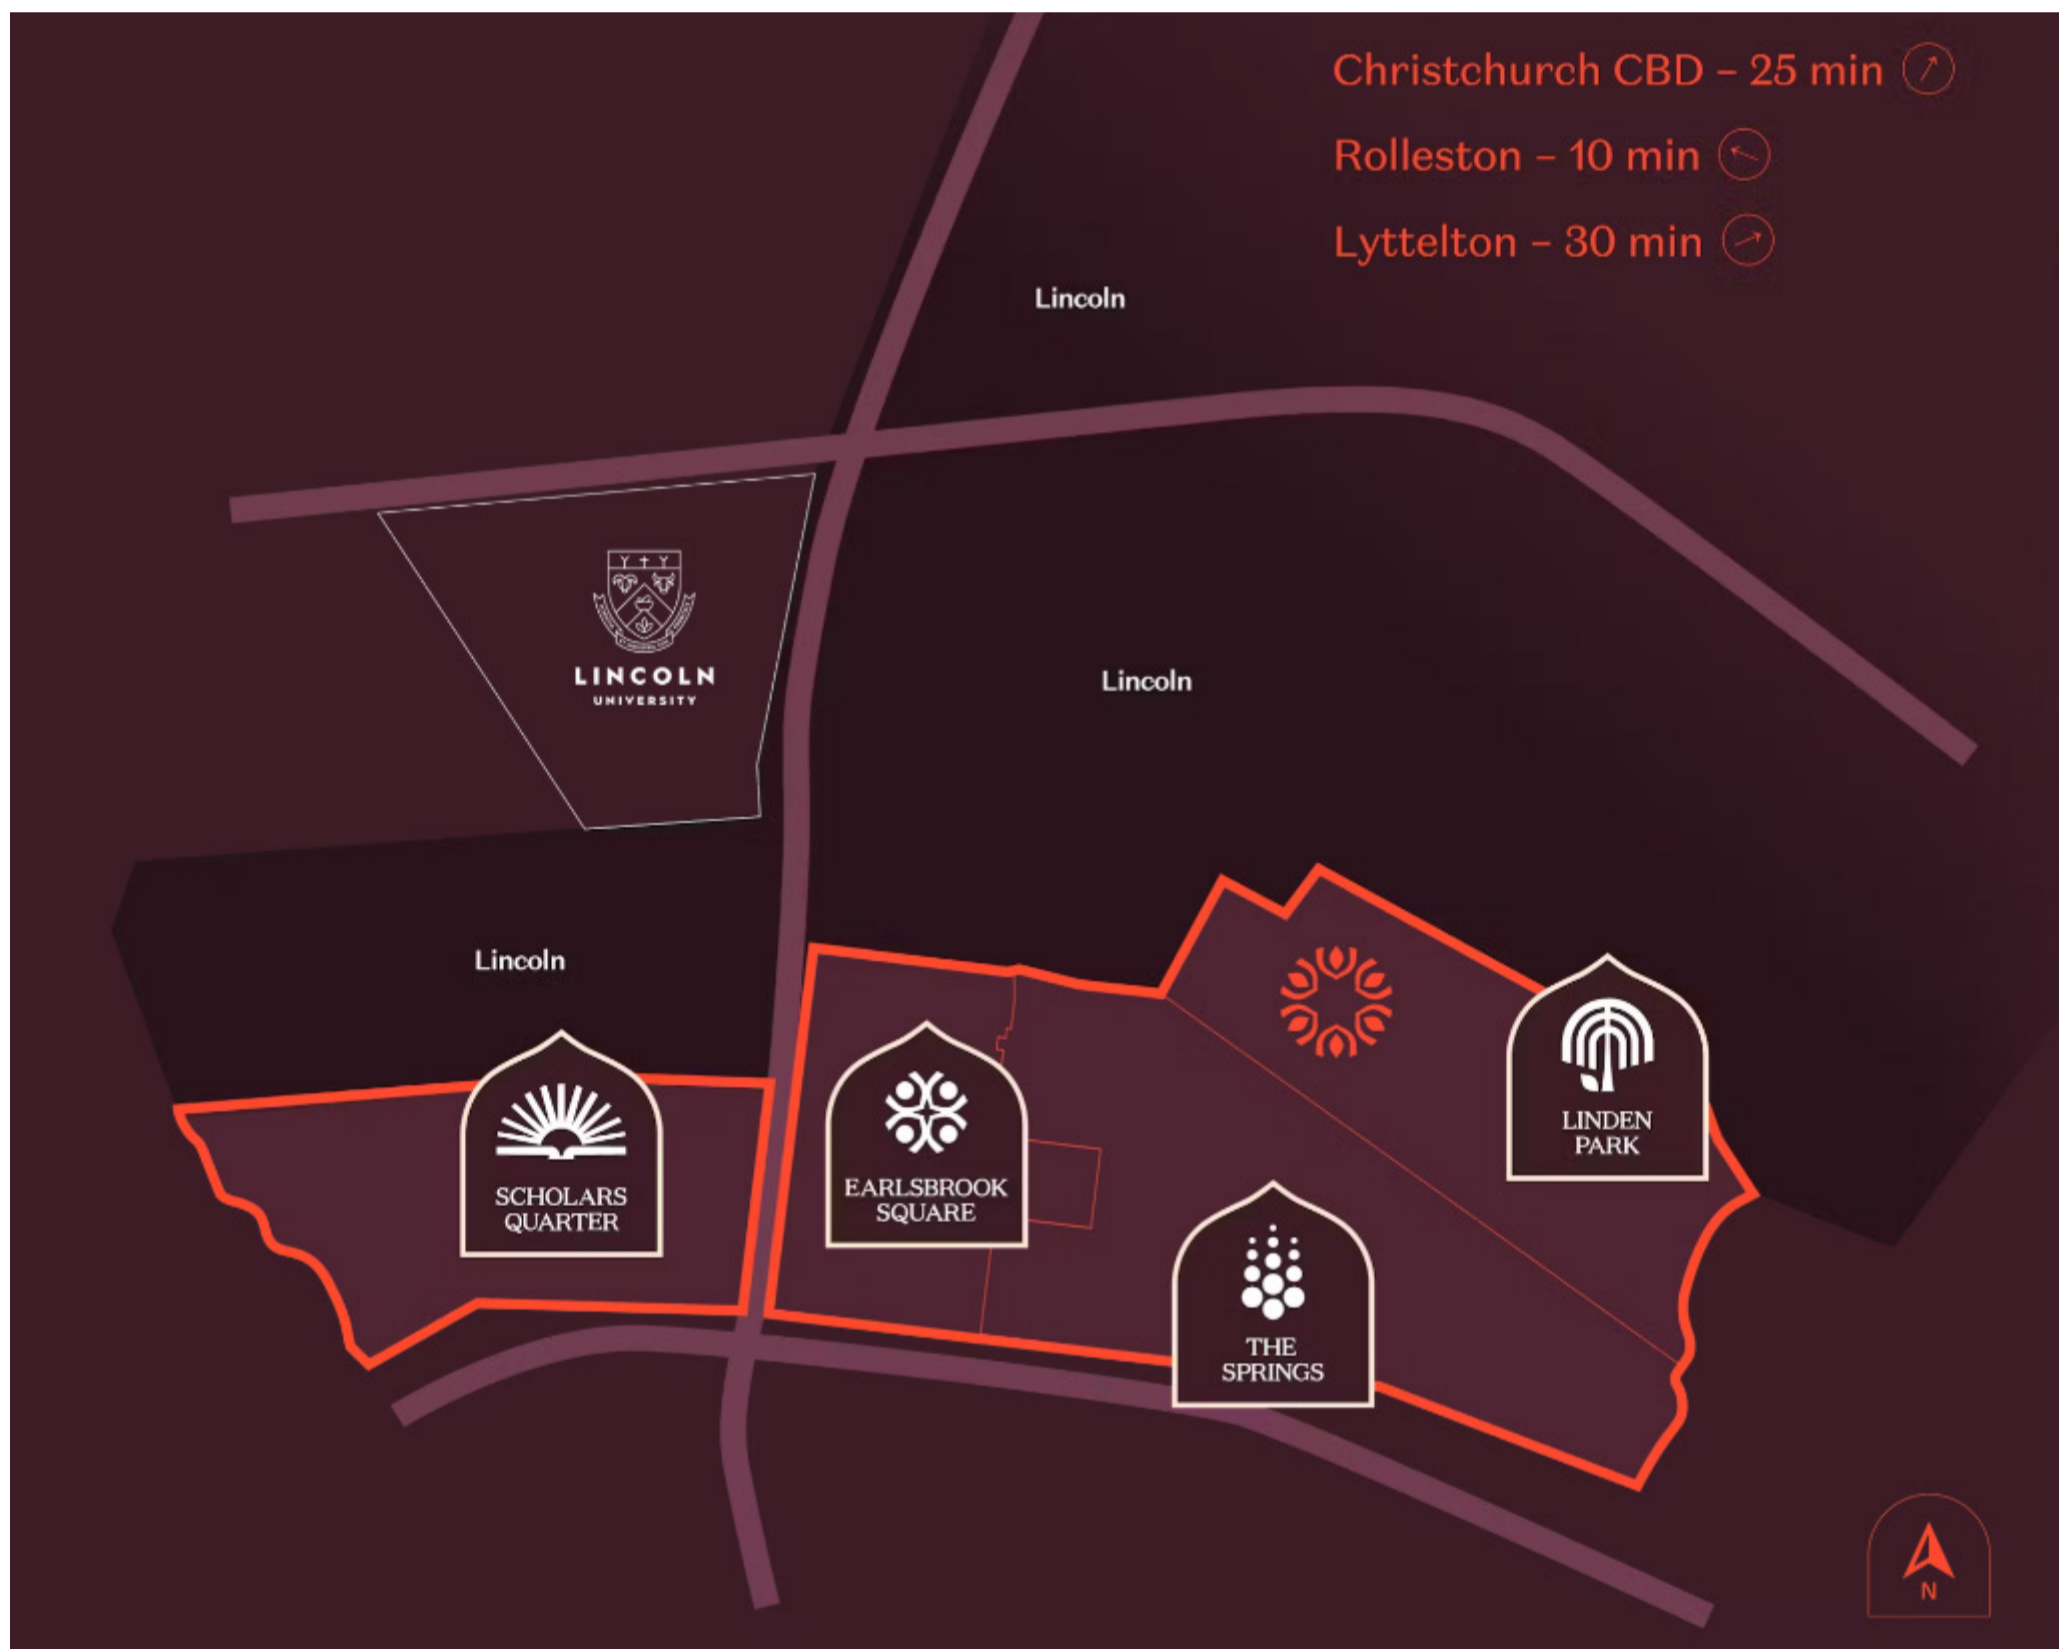 Christchurch CBD – 25 min
Rolleston – 10 min
Lyttelton – 30 min
Lincoln
LINCOLN
UNIVERSITY
Lincoln
Lincoln
SCHOLARS
QUARTER
EARLSBROOK
SQUARE
LINDEN
PARK
THE
SPRINGS
N